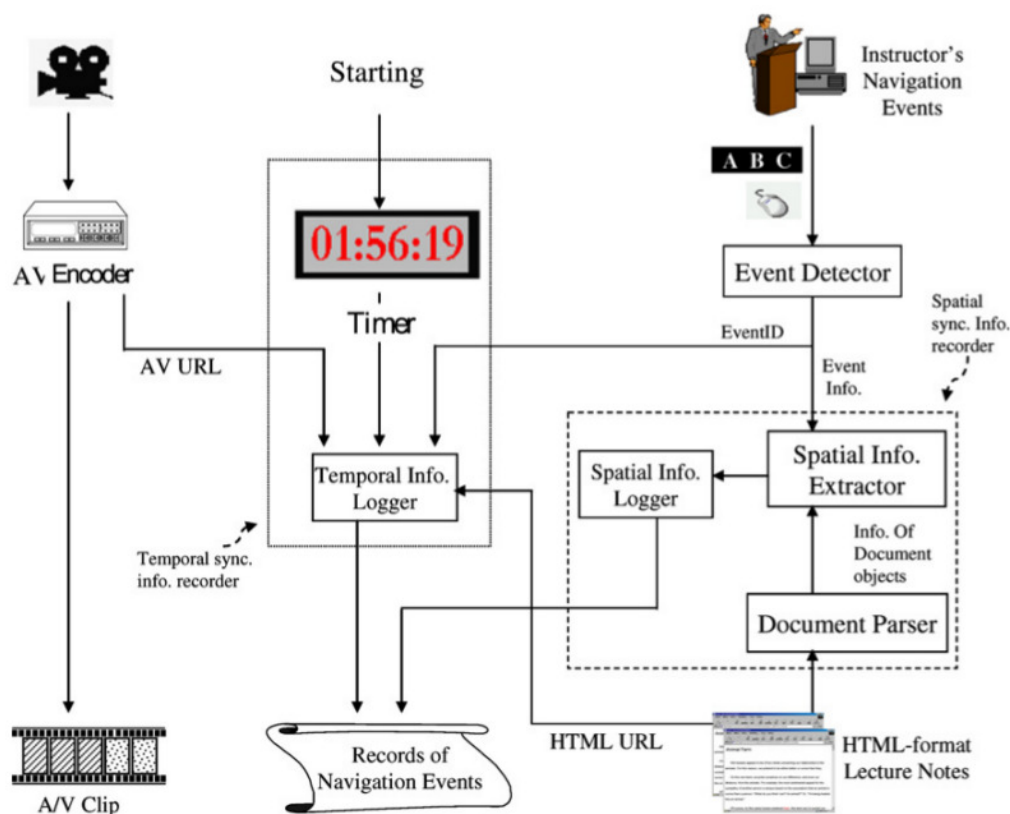 Starting
Instructor's
Navigation
Events
A B C
01:56:19
AV Encoder
Timer
Event Detector
Spatial
sync. Info.
recorder
EventID
AV URL
Event
Info.
Temporal Info.
Logger
Spatial Info.
Logger
Spatial Info.
Extractor
Temporal sync.
info. recorder
Info. Of
Document
objects
Document Parser
HTML URL
HTML-format
Lecture Notes
Records of
Navigation Events
A/V Clip